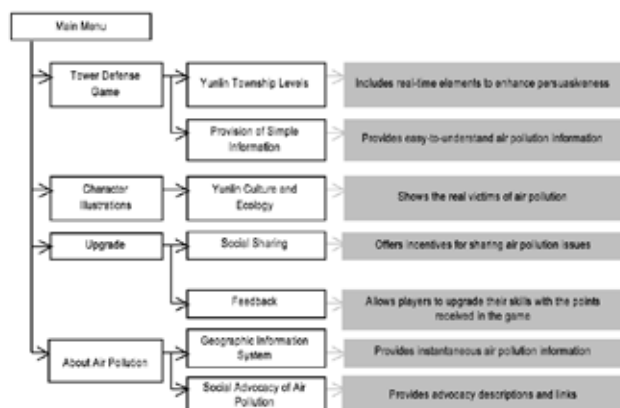 Main Menu
Tower Defense
Game
Yunlin Township Levels
Includes real-time elements to enhance persuasiveness
Provision of Simple
Information
Provides easy-to-understand air pollution information
Character
Illustrations
Yunlin Culture and
Ecology
Shows the real victims of air pollution
Upgrade
Social Sharing
Offers incentives for sharing air pollution issues
Feedback
Allows players to upgrade their skills with the points
received in the game
About Air Pollution
Geographic Information
System
Provides instantaneous air pollution information
Social Advocacy of Air
Pollution
Provides advocacy descriptions and links